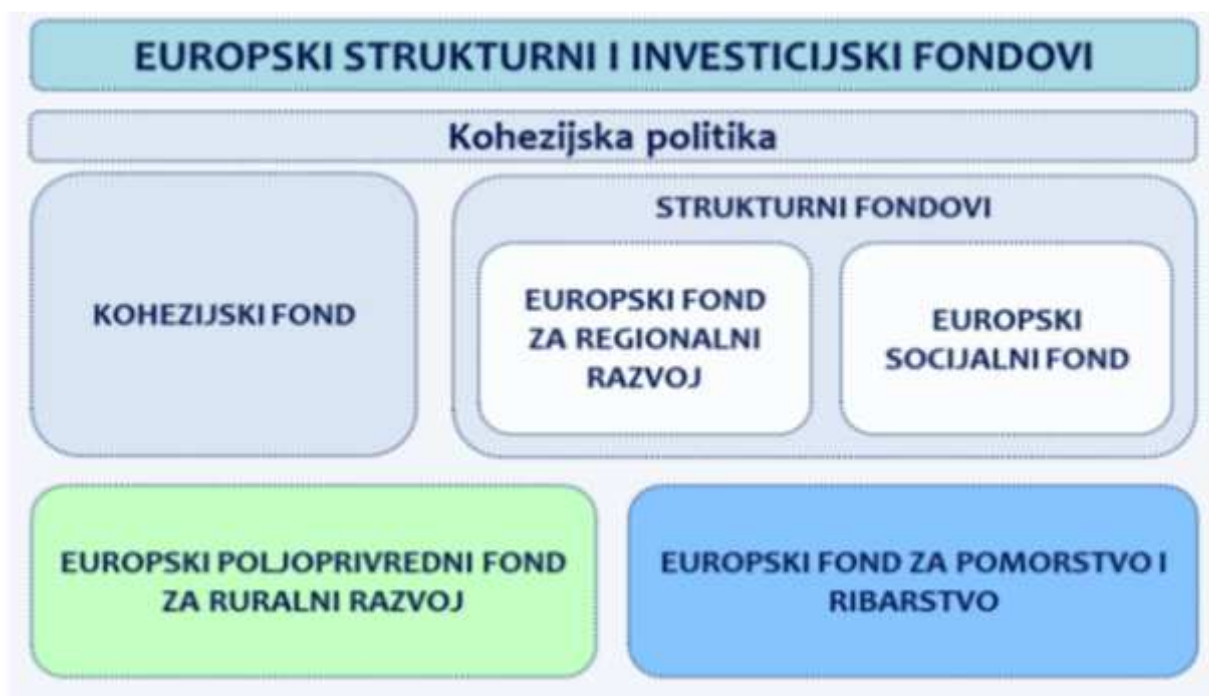 EUROPSKI STRUKTURNI I INVESTICIJSKI FONDOVI
Kohezijska politika
KOHEZIJSKI FOND
STRUKTURNI FONDOVI
EUROPSKI FOND
ZA REGIONALNI
RAZVOJ
EUROPSKI
SOCIJALNI FOND
EUROPSKI POLJOPRIVREDNI FOND
ZA RURALNI RAZVOJ
EUROPSKI FOND ZA POMORSTVO I
RIBARSTVO